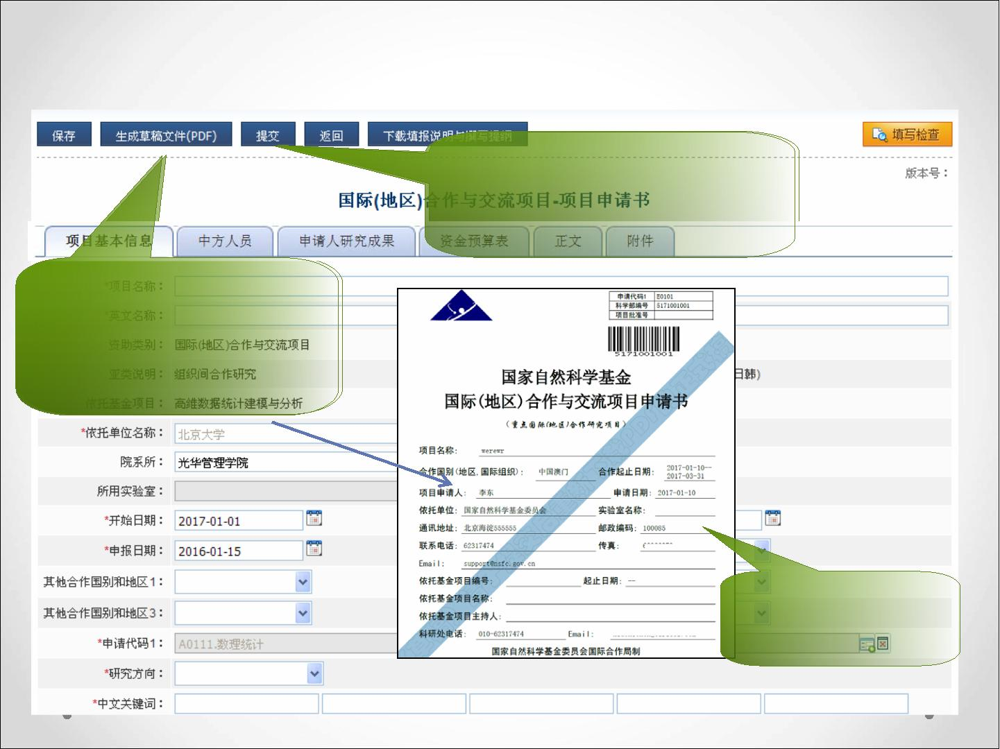 保存 生成草稿文件(PDF) 提交 返回 下载填报说明与撰写提纲 填写检查
版本号：
国际(地区)合作与交流项目-项目申请书
项目基本信息 中方人员 申请人研究成果 资金预算表 正文 附件
*项目名称：
*英文名称：
资助类别： 国际(地区)合作与交流项目
亚类说明： 组织间合作研究 日韩)
依托基金项目： 高维数据统计建模与分析
*依托单位名称： 北京大学
院系所： 光华管理学院
所用实验室：
*开始日期： 2017-01-01
*申报日期： 2016-01-15
其他合作国别和地区1：
其他合作国别和地区3：
*申请代码1： A0111.数理统计
*研究方向：
*中文关键词：
申请代码1 E0101
科学部编号 5171001001
项目批准号
5171001001
国家自然科学基金
国际(地区)合作与交流项目申请书
(重点国际(地区)合作研究项目)
项目名称： werewr
合作国别(地区,国际组织)： 中国澳门 合作起止日期： 2017-01-10--
2017-03-31
项目申请人： 李东 申请日期： 2017-01-10
依托单位： 国家自然科学基金委员会 实验室名称：
通讯地址： 北京海淀555555 邮政编码： 100085
联系电话： 62317474 传真：
Email: support@nsfc.gov.cn
依托基金项目编号： 起止日期： --
依托基金项目名称：
依托基金项目主持人：
科研处电话： 010-62317474 Email:
国家自然科学基金委员会国际合作局制